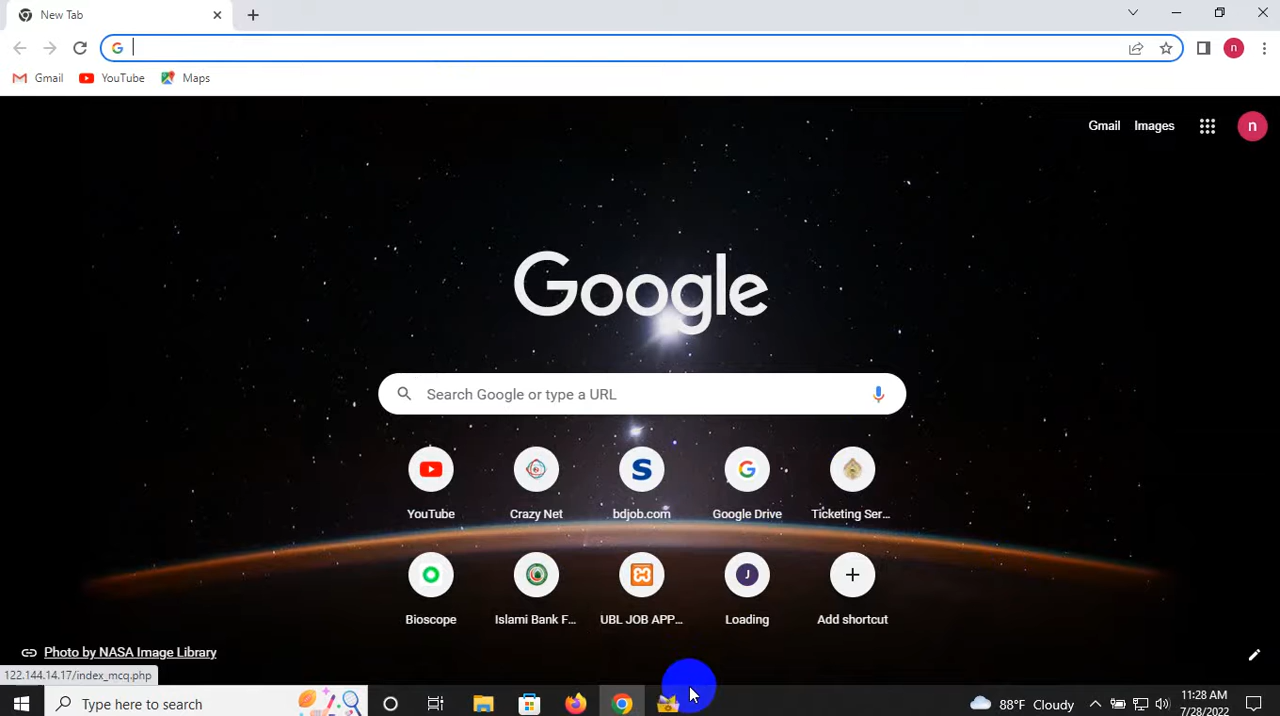 New Tab
Gmail YouTube Maps
Gmail Images n
n
Google
Search Google or type a URL
S
YouTube Crazy Net bdjob.com Google Drive Ticketing Ser...
J
Bioscope Islami Bank F... UBL JOB APP... Loading Add shortcut
Photo by NASA Image Library
122.144.14.17/index_mcq.php
Type here to search
88°F Cloudy
11:28 AM
7/28/2022